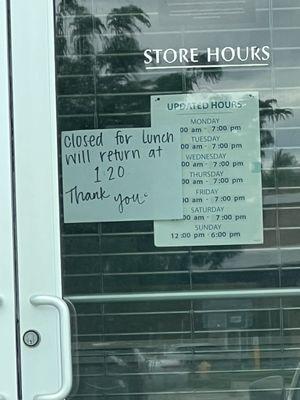 STORE HOURS
UPDATED HOURS
MONDAY
00 am - 7:00 pm
TUESDAY
00 am - 7:00 pm
WEDNESDAY
00 am - 7:00 pm
THURSDAY
00 am - 7:00 pm
FRIDAY
00 am - 7:00 pm
SATURDAY
00 am - 7:00 pm
SUNDAY
12:00 pm - 6:00 pm
closed for lunch
will return at
1:20
Thank you.